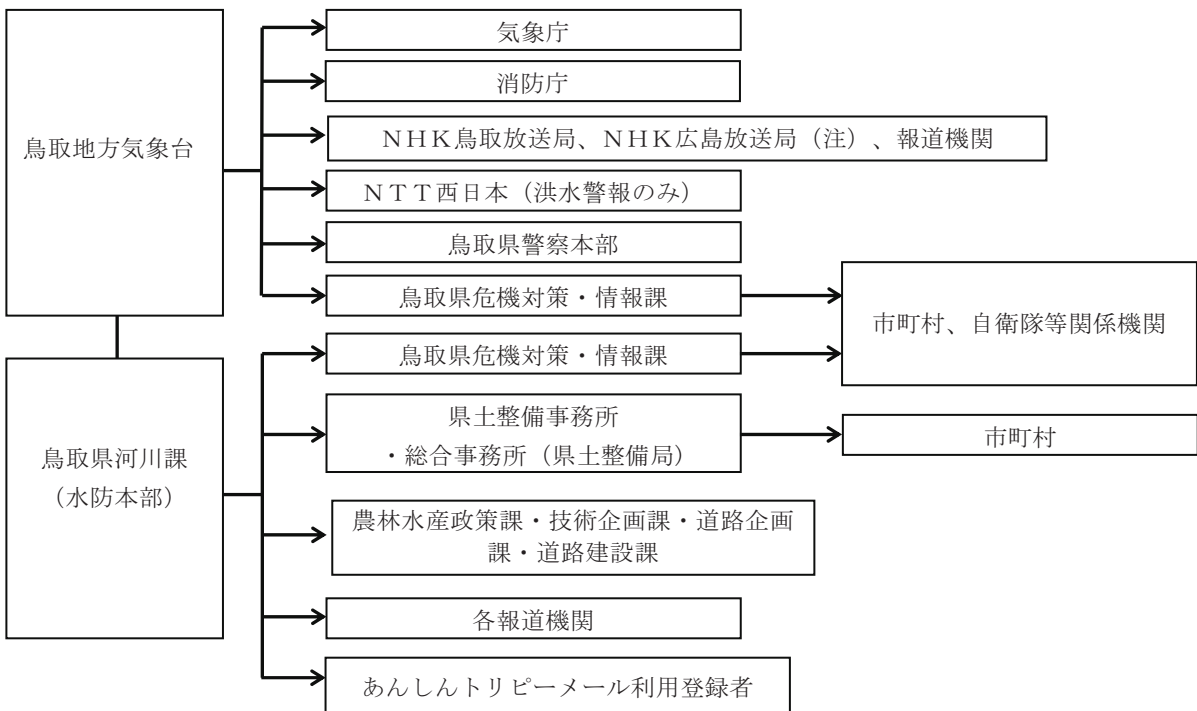 気象庁
消防庁
鳥取地方気象台
ＮＨＫ鳥取放送局、ＮＨＫ広島放送局（注）、報道機関
ＮＴＴ西日本（洪水警報のみ）
鳥取県警察本部
鳥取県危機対策・情報課
市町村、自衛隊等関係機関
鳥取県危機対策・情報課
県土整備事務所
・総合事務所（県土整備局）
市町村
鳥取県河川課
（水防本部）
農林水産政策課・技術企画課・道路企画
課・道路建設課
各報道機関
あんしんトリピーメール利用登録者